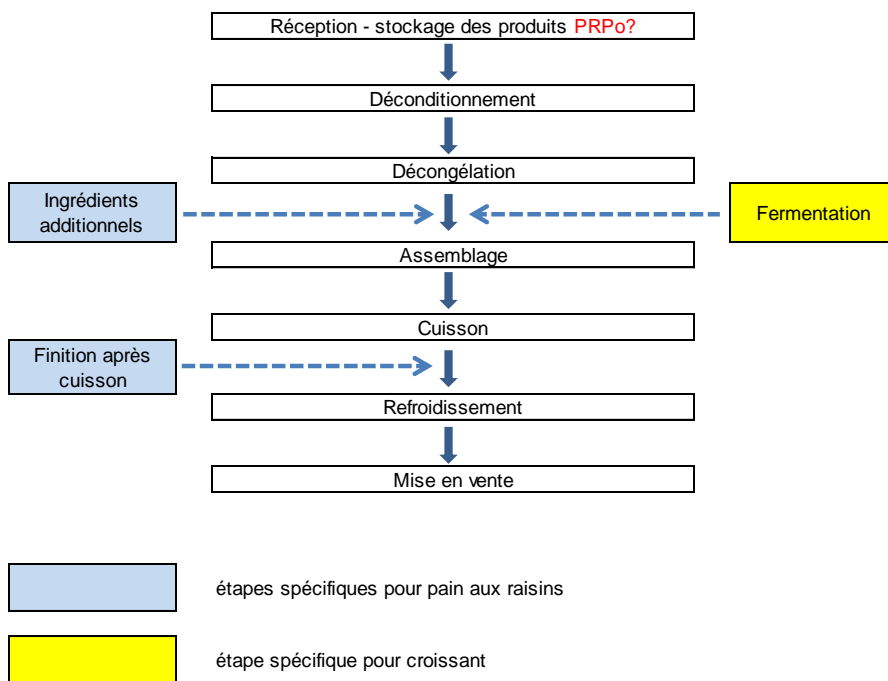 Réception - stockage des produits PRPo?
Déconditionnement
Décongélation
Ingrédients
additionnels
Fermentation
Assemblage
Cuisson
Finition après
cuisson
Refroidissement
Mise en vente
étapes spécifiques pour pain aux raisins
étape spécifique pour croissant